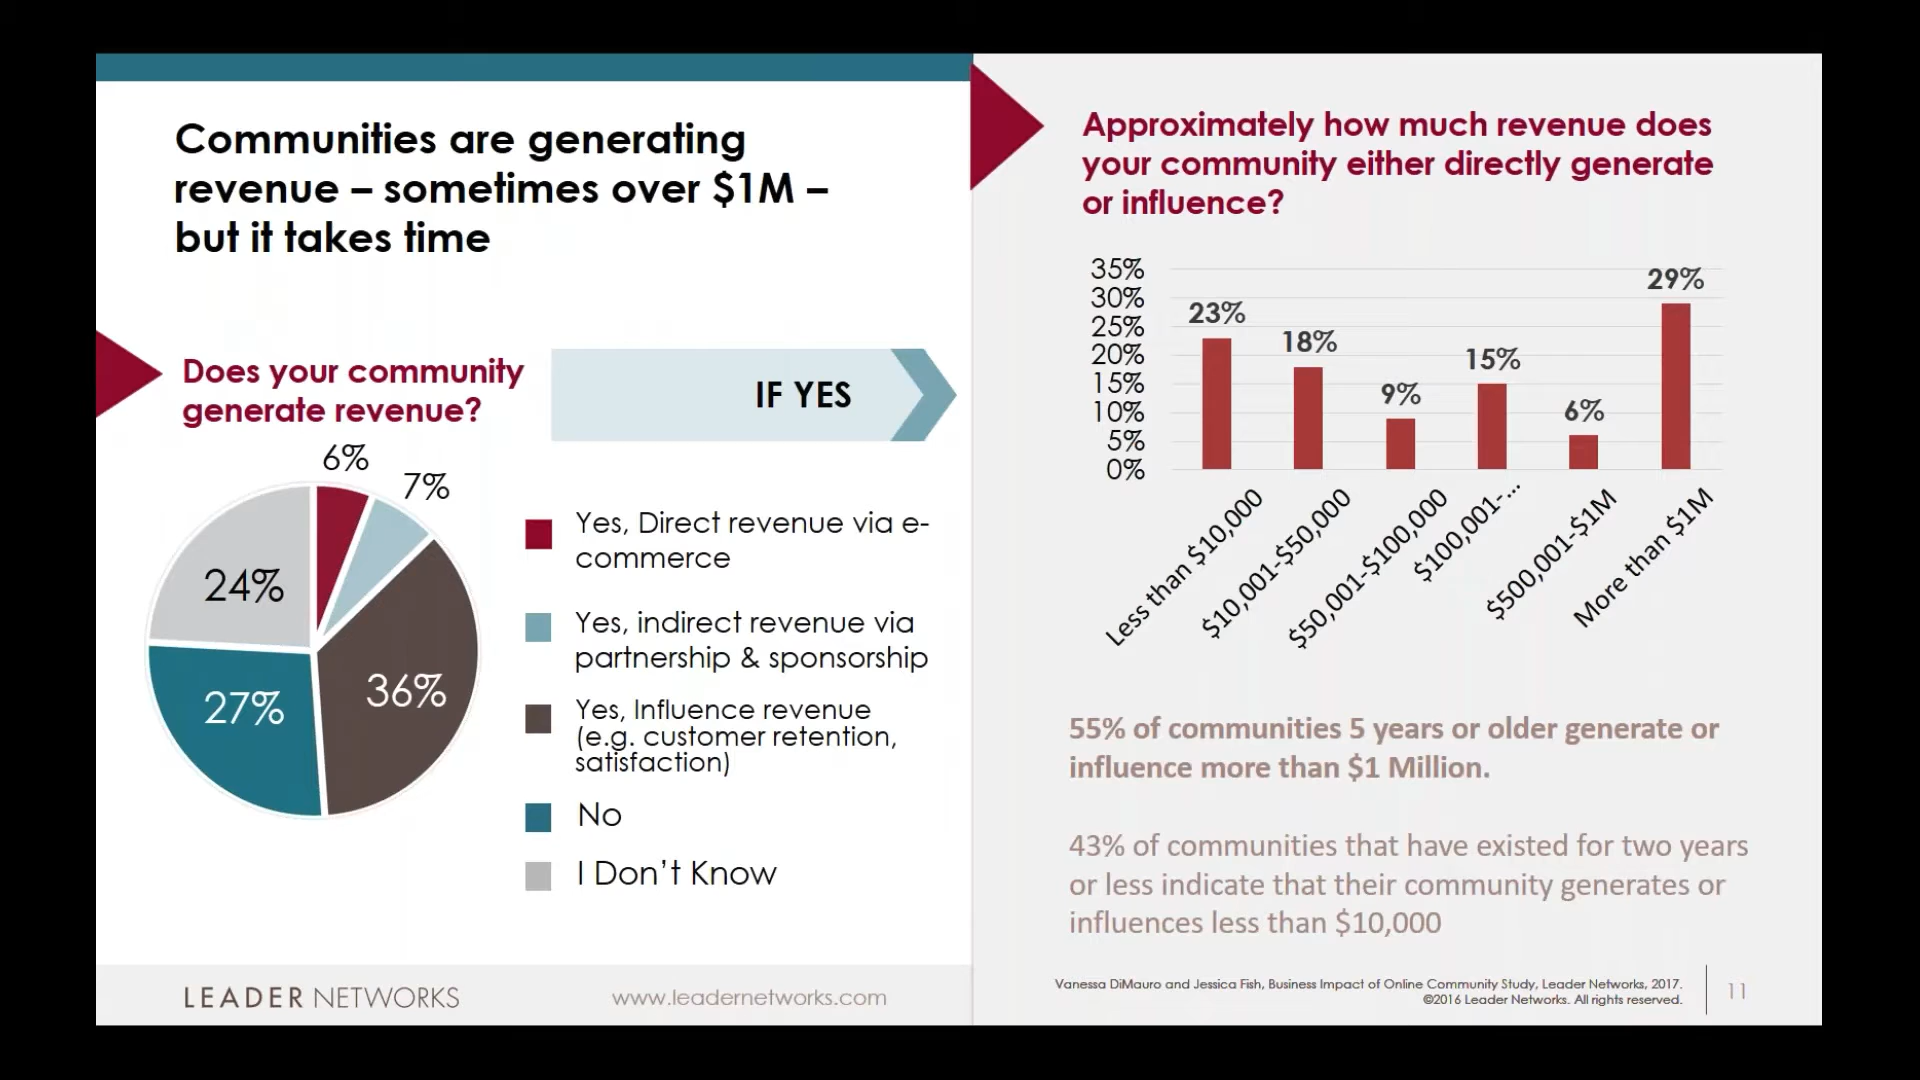 Communities are generating
revenue – sometimes over $1M –
but it takes time
Does your community
generate revenue?
IF YES
6%
7%
24%
36%
27%
Yes, Direct revenue via e-
commerce
Yes, indirect revenue via
partnership & sponsorship
Yes, Influence revenue
(e.g. customer retention,
satisfaction)
No
I Don't Know
LEADER NETWORKS
www.leadernetworks.com
Approximately how much revenue does
your community either directly generate
or influence?
35%
30%
25%
20%
15%
10%
5%
0%
23%
18%
9%
15%
6%
29%
Less than $10,000
$10,001-$50,000
$50,001-$100,000
$100,001-...
$500,001-$1M
More than $1M
55% of communities 5 years or older generate or
influence more than $1 Million.
43% of communities that have existed for two years
or less indicate that their community generates or
influences less than $10,000
Vanessa DiMauro and Jessica Fish, Business Impact of Online Community Study, Leader Networks, 2017.
©2016 Leader Networks. All rights reserved.
11